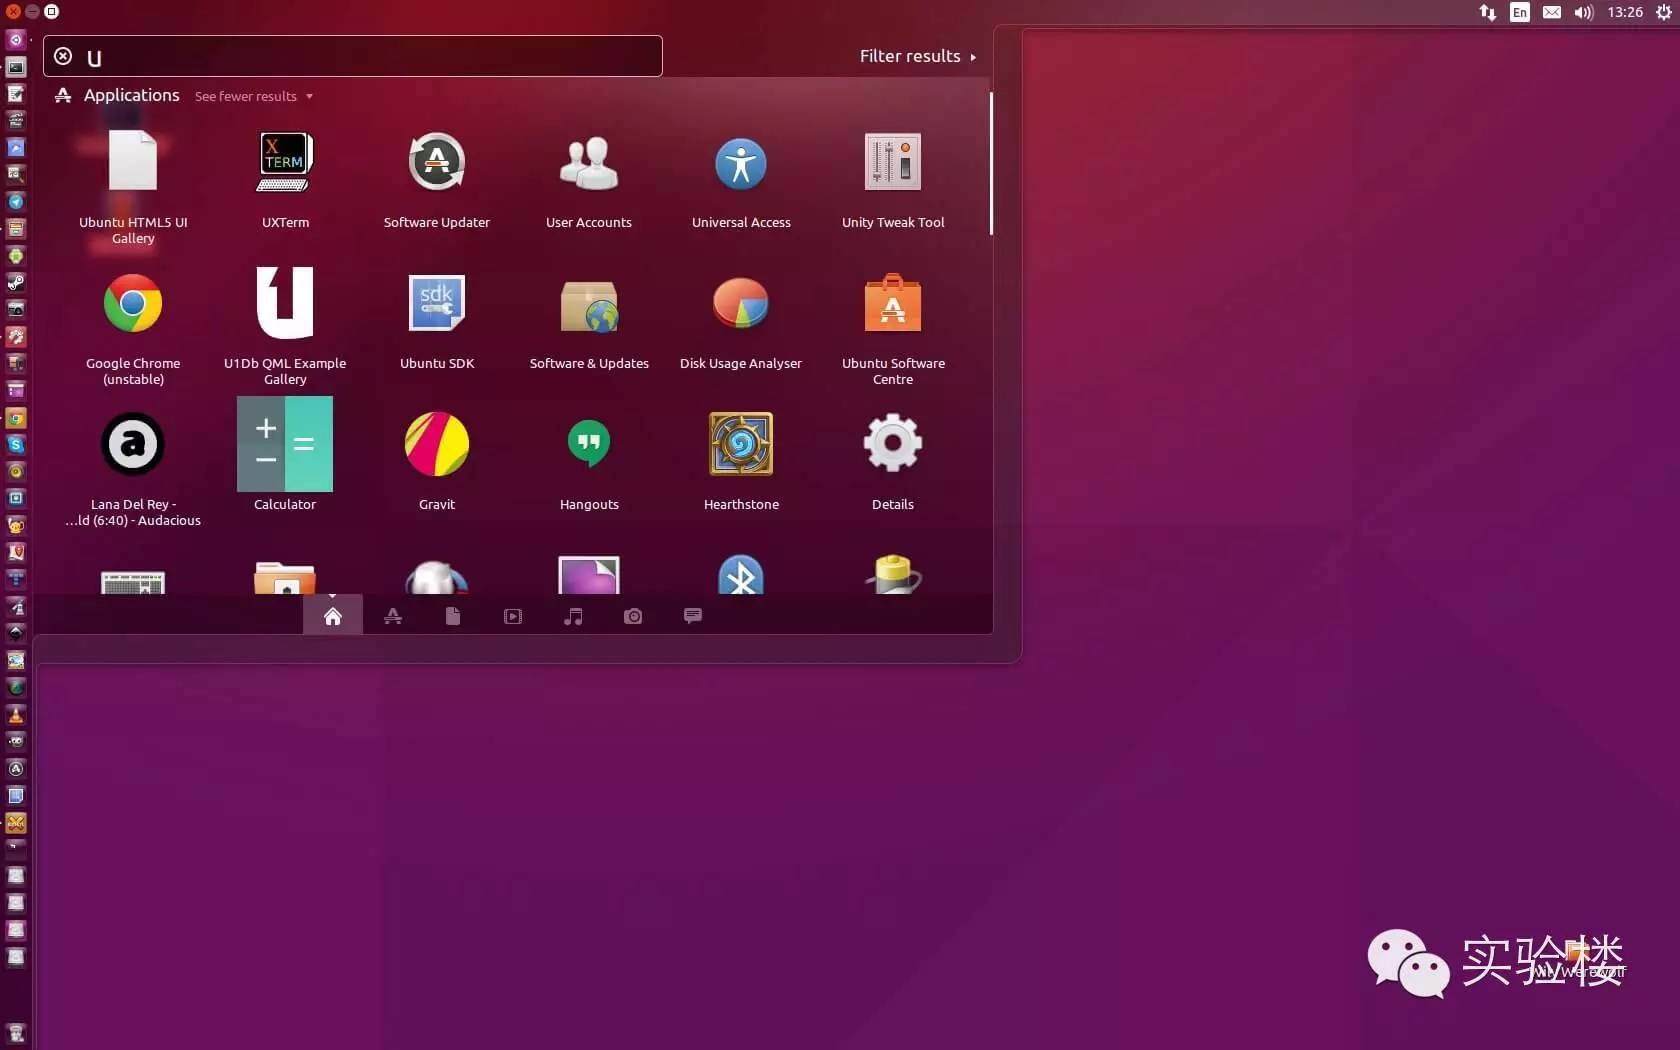 En
13:26
u
Filter results
Applications See fewer results
Ubuntu HTML5 UI
Gallery
X
TERM
UXTerm
Software Updater
User Accounts
Universal Access
Unity Tweak Tool
Google Chrome
(unstable)
U1Db QML Example
Gallery
sdk
Ubuntu SDK
Software & Updates
Disk Usage Analyser
Ubuntu Software
Centre
a
Lana Del Rey -
...ld (6:40) - Audacious
Calculator
Gravit
Hangouts
Hearthstone
Details
实验楼
Wily Werewolf